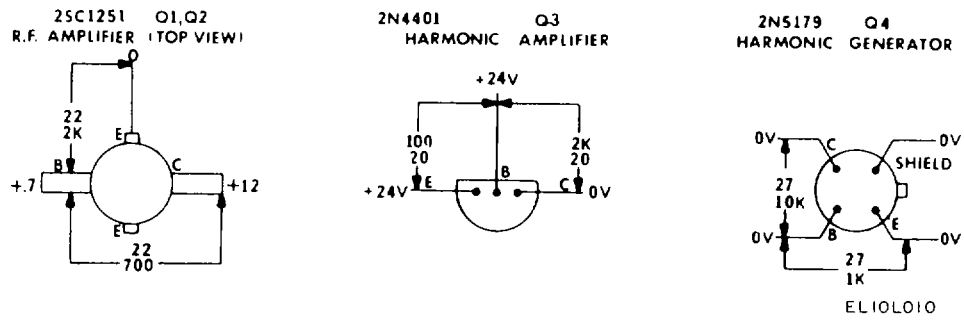 2SC1251 Q1,Q2
R.F. AMPLIFIER (TOP VIEW)
0
22
2K
E
B
C
+.7
+12
E
22
700
2N4401 Q3
HARMONIC AMPLIFIER
+24V
100
20
2K
20
B
+24V E
C 0V
2N5179 Q4
HARMONIC GENERATOR
0V
C
0V
SHIELD
27
10K
0V
B
E
0V
27
1K
EL10L010